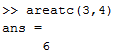 >> areatc(3,4)
ans =
6